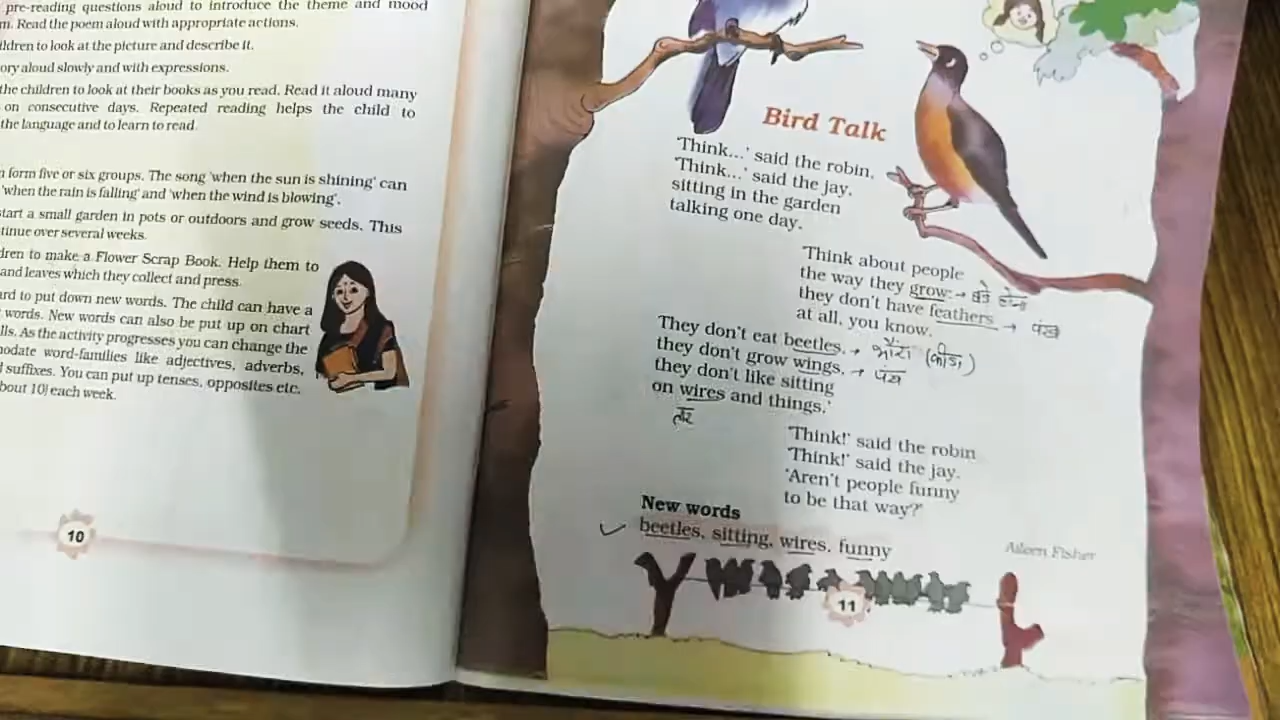 pre-reading questions aloud to introduce the theme and mood
m. Read the poem aloud with appropriate actions.
ildren to look at the picture and describe it.
ory aloud slowly and with expressions.
the children to look at their books as you read. Read it aloud many
on consecutive days. Repeated reading helps the child to
the language and to learn to read.
n form five or six groups. The song 'when the sun is shining' can
'when the rain is falling' and 'when the wind is blowing'.
start a small garden in pots or outdoors and grow seeds. This
tinue over several weeks.
dren to make a Flower Scrap Book. Help them to
and leaves which they collect and press.
ard to put down new words. The child can have a
words. New words can also be put up on chart
lls. As the activity progresses you can change the
modate word-families like adjectives, adverbs,
d suffixes. You can put up tenses, opposites etc.
bout 10) each week.
10
Bird Talk
'Think...' said the robin,
'Think...' said the jay.
sitting in the garden
talking one day.
'Think about people
the way they grow: → बड़े होना
they don't have feathers → पंख
at all, you know.
They don't eat beetles, → भौंरा (कीड़ा)
they don't grow wings, → पंख
they don't like sitting
on wires and things.'
तार
'Think!' said the robin
'Think!' said the jay.
'Aren't people funny
to be that way?'
New words
beetles, sitting, wires, funny
Aileen Fisher
11